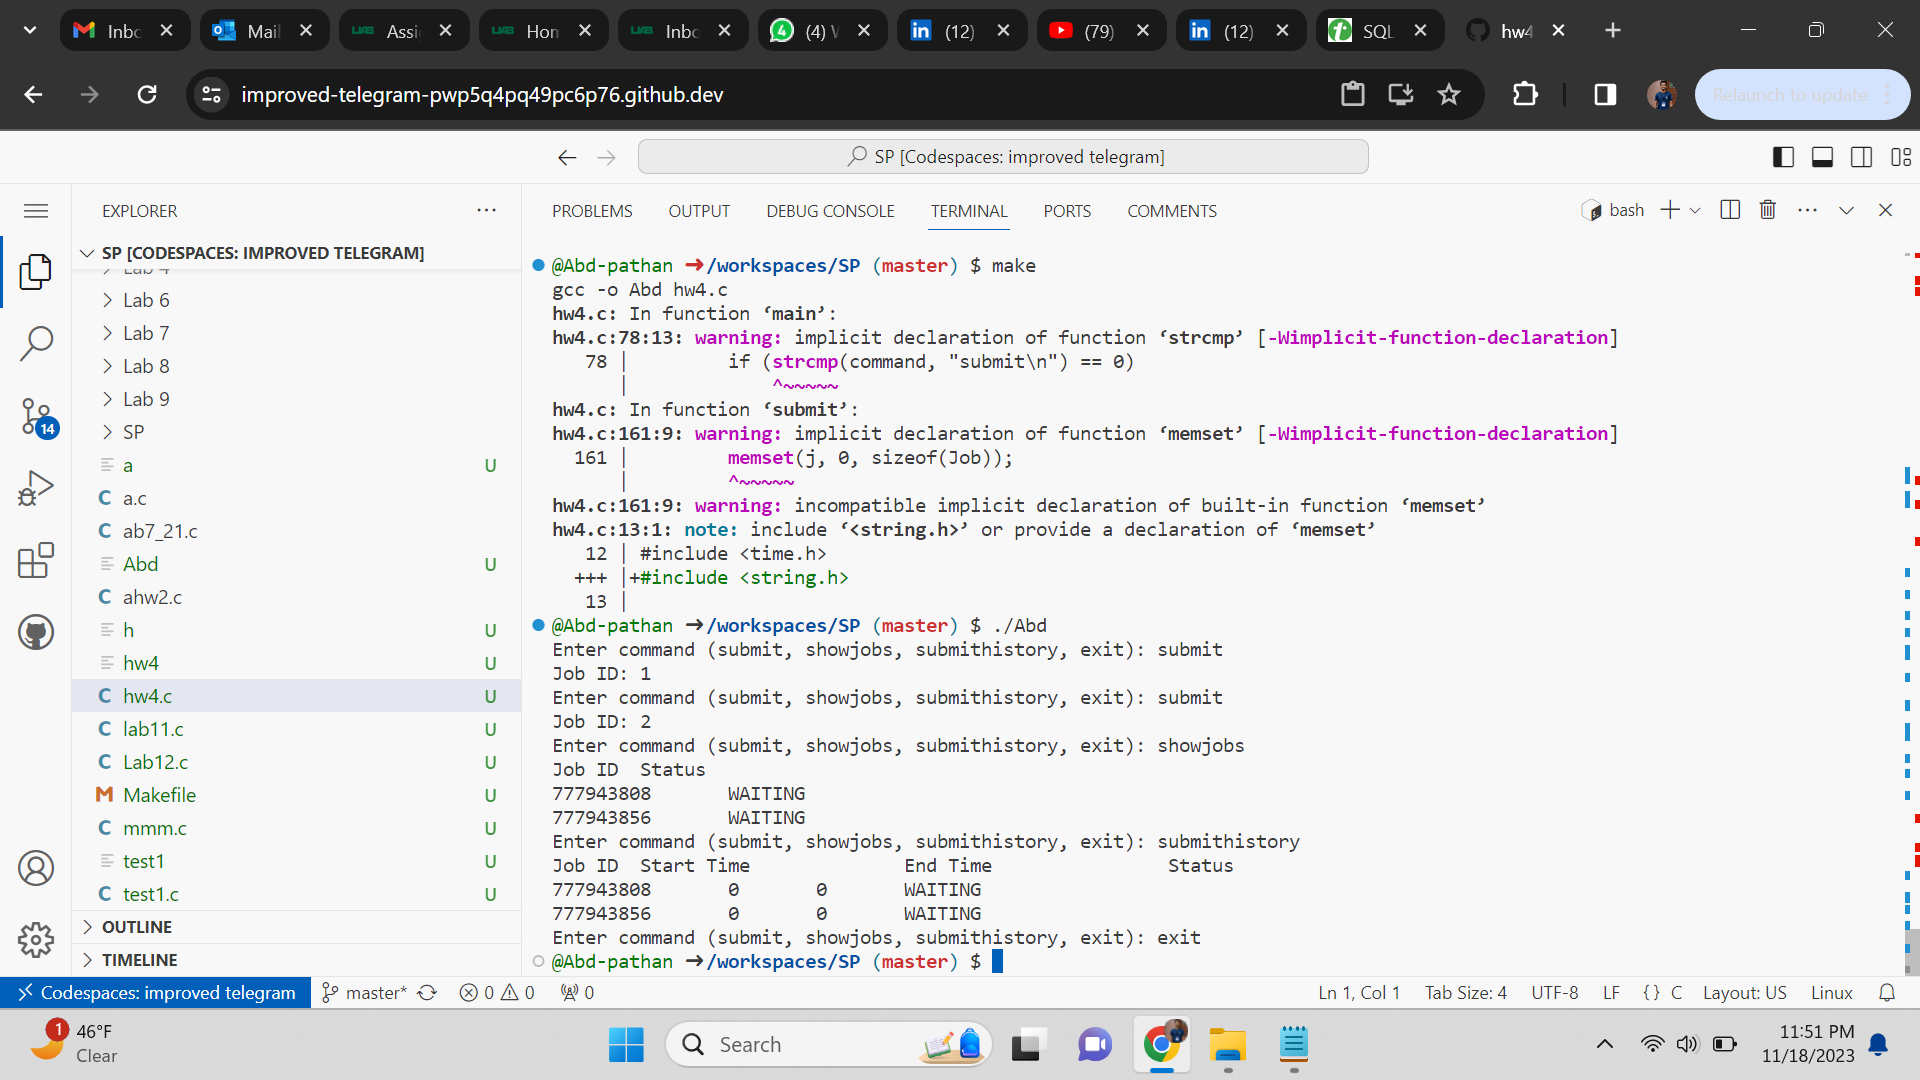 Inbc
Mail
UAB
Assi
UAB
Hon
UAB
Inbc
4
(4) V
in
(12)
(79)
in
(12)
SQL
hw4
improved-telegram-pwp5q4pq49pc6p76.github.dev
Relaunch to update
SP [Codespaces: improved telegram]
EXPLORER
SP [CODESPACES: IMPROVED TELEGRAM]
Lab 4
Lab 6
Lab 7
Lab 8
Lab 9
SP
a U
C a.c
C ab7_21.c
Abd U
C ahw2.c
h U
hw4 U
C hw4.c U
C lab11.c U
C Lab12.c U
M Makefile U
C mmm.c U
test1 U
C test1.c U
OUTLINE
TIMELINE
14
PROBLEMS OUTPUT DEBUG CONSOLE TERMINAL PORTS COMMENTS
bash
@Abd-pathan ➜/workspaces/SP (master) $ make
gcc -o Abd hw4.c
hw4.c: In function ‘main’:
hw4.c:78:13: warning: implicit declaration of function ‘strcmp’ [-Wimplicit-function-declaration]
78 | if (strcmp(command, "submit\n") == 0)
| ^~~~~~
hw4.c: In function ‘submit’:
hw4.c:161:9: warning: implicit declaration of function ‘memset’ [-Wimplicit-function-declaration]
161 | memset(j, 0, sizeof(Job));
| ^~~~~~
hw4.c:161:9: warning: incompatible implicit declaration of built-in function ‘memset’
hw4.c:13:1: note: include ‘<string.h>’ or provide a declaration of ‘memset’
12 | #include <time.h>
+++ |+#include <string.h>
13 |
@Abd-pathan ➜/workspaces/SP (master) $ ./Abd
Enter command (submit, showjobs, submithistory, exit): submit
Job ID: 1
Enter command (submit, showjobs, submithistory, exit): submit
Job ID: 2
Enter command (submit, showjobs, submithistory, exit): showjobs
Job ID Status
777943808 WAITING
777943856 WAITING
Enter command (submit, showjobs, submithistory, exit): submithistory
Job ID Start Time End Time Status
777943808 0 0 WAITING
777943856 0 0 WAITING
Enter command (submit, showjobs, submithistory, exit): exit
@Abd-pathan ➜/workspaces/SP (master) $
Codespaces: improved telegram master* 0 0 0 Ln 1, Col 1 Tab Size: 4 UTF-8 LF {} C Layout: US Linux
1
46°F
Clear
Search
11:51 PM
11/18/2023